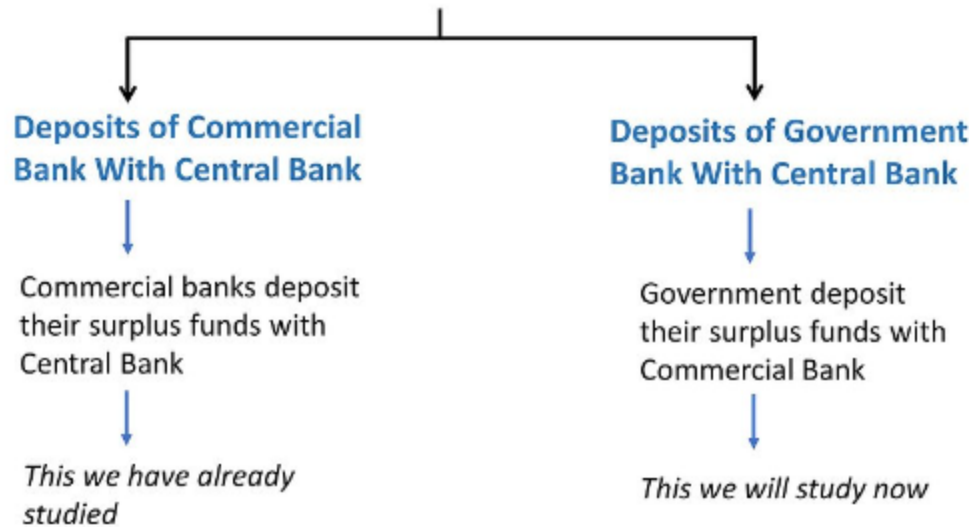 Deposits of Commercial
Bank With Central Bank
Commercial banks deposit
their surplus funds with
Central Bank
This we have already
studied
Deposits of Government
Bank With Central Bank
Government deposit
their surplus funds with
Commercial Bank
This we will study now